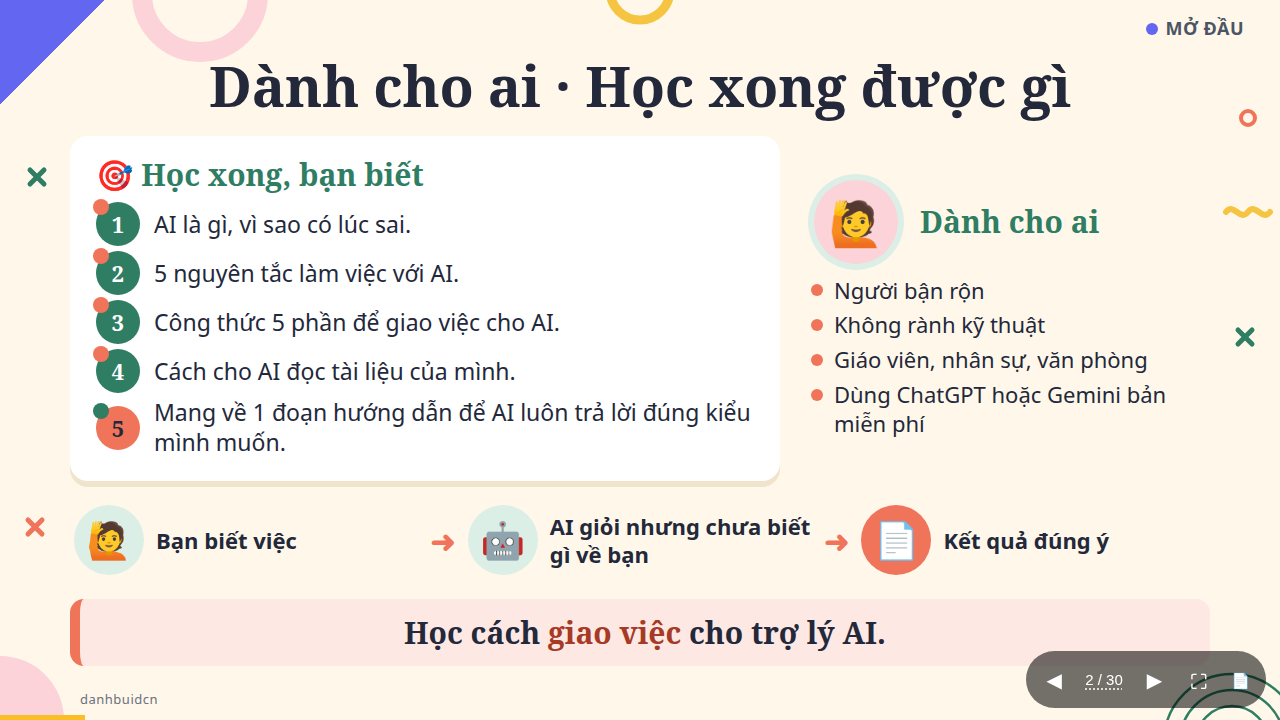 MỞ ĐẦU
Dành cho ai · Học xong được gì
Học xong, bạn biết
1 AI là gì, vì sao có lúc sai.
2 5 nguyên tắc làm việc với AI.
3 Công thức 5 phần để giao việc cho AI.
4 Cách cho AI đọc tài liệu của mình.
5 Mang về 1 đoạn hướng dẫn để AI luôn trả lời đúng kiểu
mình muốn.
Dành cho ai
Người bận rộn
Không rành kỹ thuật
Giáo viên, nhân sự, văn phòng
Dùng ChatGPT hoặc Gemini bản
miễn phí
Bạn biết việc
AI giỏi nhưng chưa biết
gì về bạn
Kết quả đúng ý
Học cách giao việc cho trợ lý AI.
2 / 30
danhbuidcn